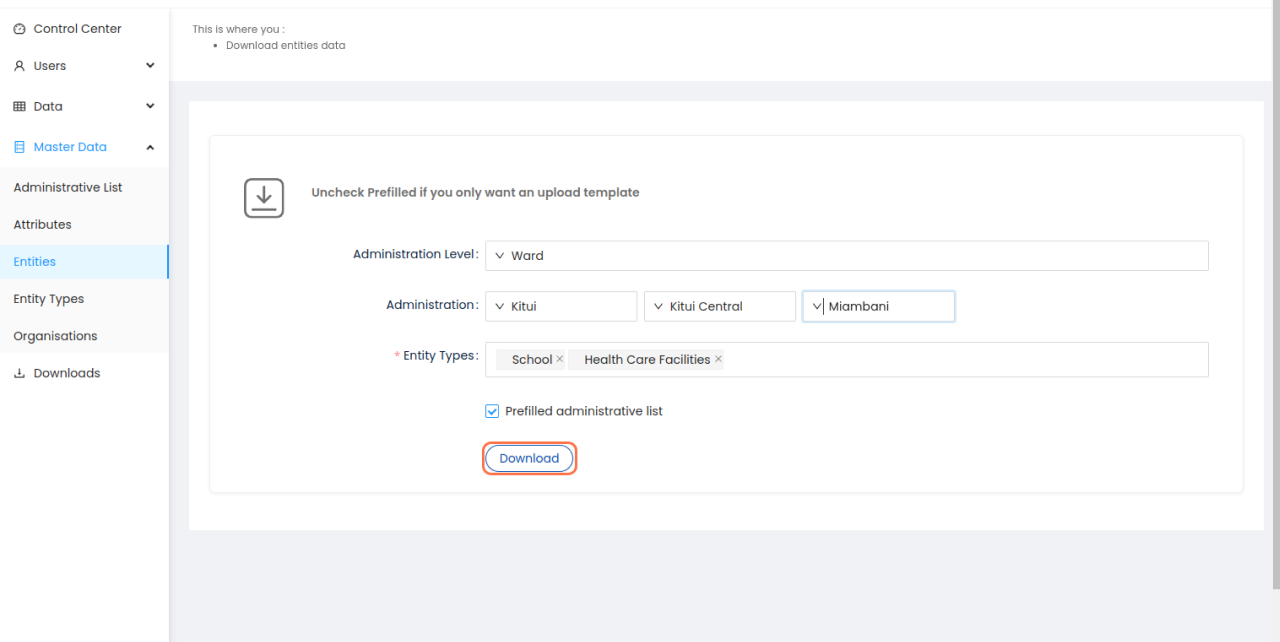 Control Center
Users
Data
Master Data
Administrative List
Attributes
Entities
Entity Types
Organisations
Downloads
This is where you :
• Download entities data
Uncheck Prefilled if you only want an upload template
Administration Level: Ward
Administration: Kitui Kitui Central Miambani
* Entity Types: School × Health Care Facilities ×
Prefilled administrative list
Download